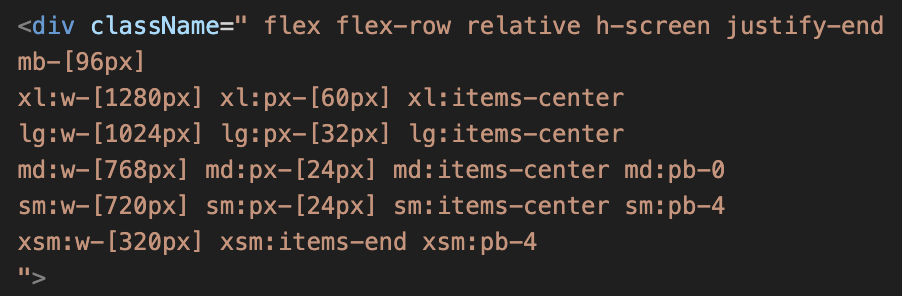 <div className=" flex flex-row relative h-screen justify-end
mb-[96px]
xl:w-[1280px] xl:px-[60px] xl:items-center
lg:w-[1024px] lg:px-[32px] lg:items-center
md:w-[768px] md:px-[24px] md:items-center md:pb-0
sm:w-[720px] sm:px-[24px] sm:items-center sm:pb-4
xsm:w-[320px] xsm:items-end xsm:pb-4
">